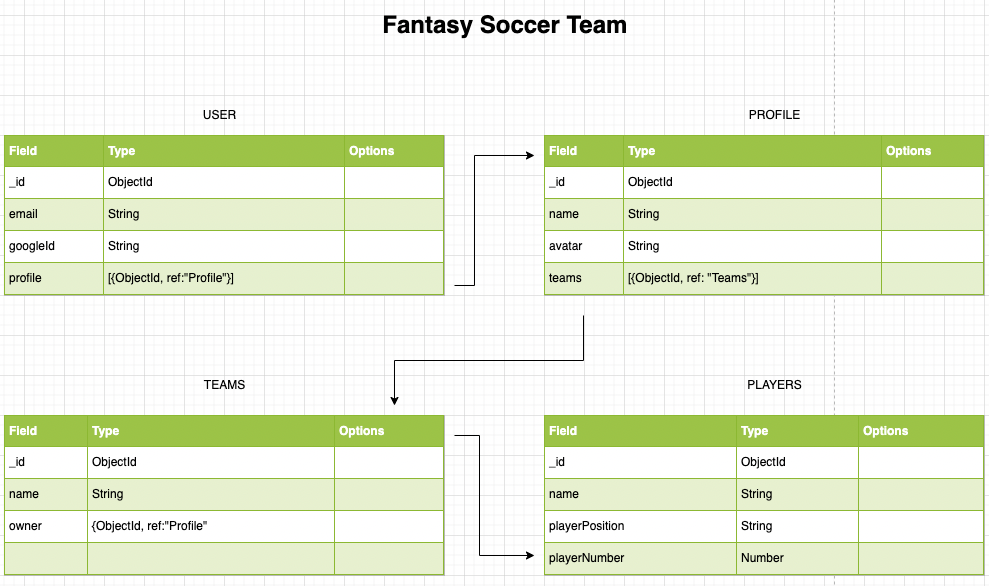 Fantasy Soccer Team
USER
Field Type Options
_id ObjectId
email String
googleId String
profile [{ObjectId, ref:"Profile"}]
PROFILE
Field Type Options
_id ObjectId
name String
avatar String
teams [{ObjectId, ref: "Teams"}]
TEAMS
Field Type Options
_id ObjectId
name String
owner {ObjectId, ref:"Profile"
PLAYERS
Field Type Options
_id ObjectId
name String
playerPosition String
playerNumber Number